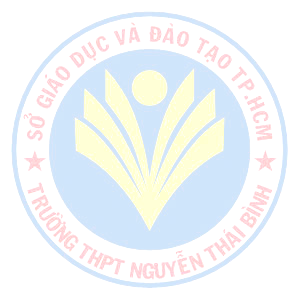 SỞ GIÁO DỤC VÀ ĐÀO TẠO TP.HCM
TRƯỜNG THPT NGUYỄN THÁI BÌNH